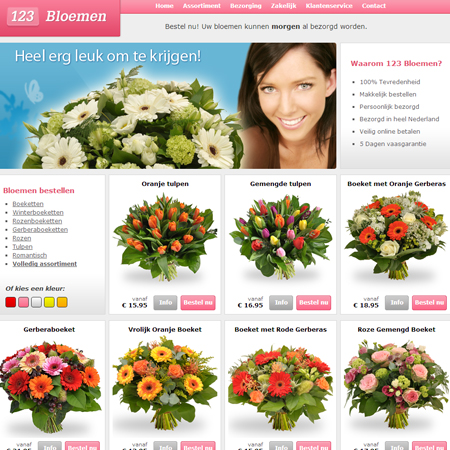 123 Bloemen
Home Assortiment Bezorging Zakelijk Klantenservice Contact
Bestel nu! Uw bloemen kunnen morgen al bezorgd worden.
Heel erg leuk om te krijgen!
Waarom 123 Bloemen?
100% Tevredenheid
Makkelijk bestellen
Persoonlijk bezorgd
Bezorgd in heel Nederland
Veilig online betalen
5 Dagen vaasgarantie
Bloemen bestellen
Boeketten
Winterboeketten
Rozenboeketten
Gerberaboeketten
Rozen
Tulpen
Romantisch
Volledig assortiment
Of kies een kleur:
Oranje tulpen
vanaf
€ 15.95 Info Bestel nu
Gemengde tulpen
vanaf
€ 16.95 Info Bestel nu
Boeket met Oranje Gerberas
vanaf
€ 18.95 Info Bestel nu
Gerberaboeket
vanaf
Info Bestel nu
Vrolijk Oranje Boeket
vanaf
Info Bestel nu
Boeket met Rode Gerberas
vanaf
Info Bestel nu
Roze Gemengd Boeket
vanaf
Info Bestel nu